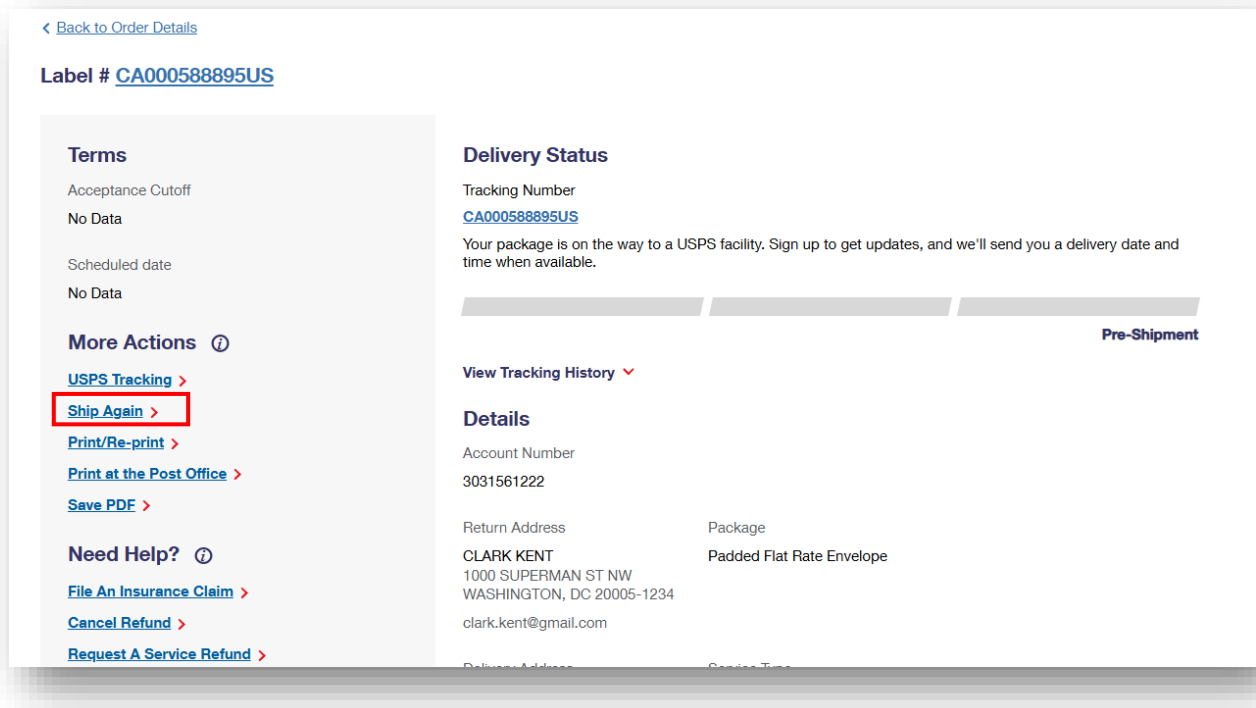 Back to Order Details
Label # CA000588895US
Terms
Acceptance Cutoff
No Data
Scheduled date
No Data
More Actions
USPS Tracking
Ship Again
Print/Re-print
Print at the Post Office
Save PDF
Need Help?
File An Insurance Claim
Cancel Refund
Request A Service Refund
Delivery Status
Tracking Number
CA000588895US
Your package is on the way to a USPS facility. Sign up to get updates, and we'll send you a delivery date and
time when available.
Pre-Shipment
View Tracking History
Details
Account Number
3031561222
Return Address
CLARK KENT
1000 SUPERMAN ST NW
WASHINGTON, DC 20005-1234
clark.kent@gmail.com
Package
Padded Flat Rate Envelope
Delivery Address
Service Type